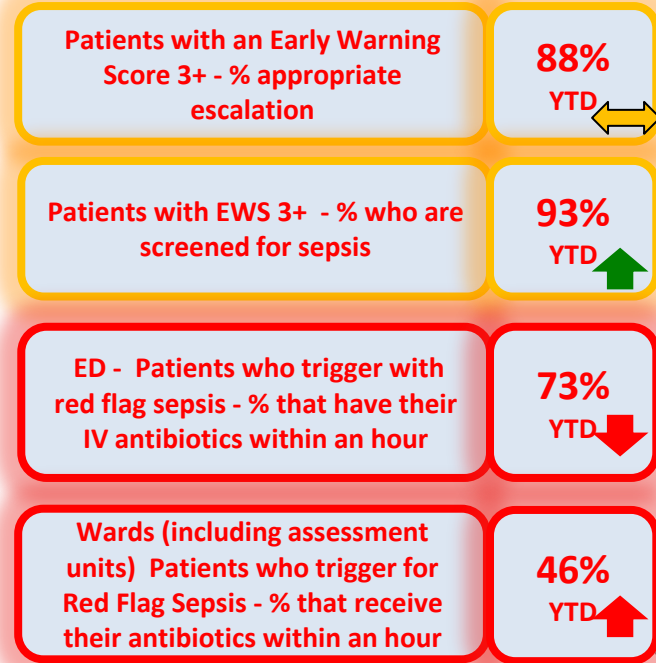 Patients with an Early Warning
Score 3+ - % appropriate
escalation
88%
YTD
Patients with EWS 3+ - % who are
screened for sepsis
93%
YTD
ED - Patients who trigger with
red flag sepsis - % that have their
IV antibiotics within an hour
73%
YTD
Wards (including assessment
units) Patients who trigger for
Red Flag Sepsis - % that receive
their antibiotics within an hour
46%
YTD